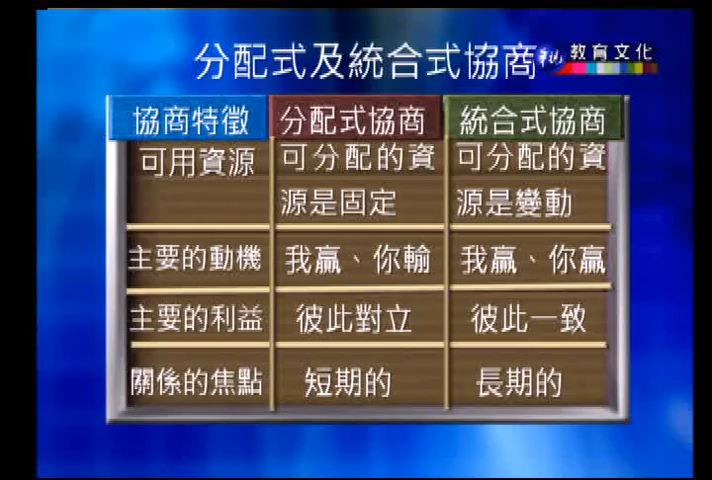 分配式及統合式協商
教育文化
協商特徵 分配式協商 統合式協商
可用資源 可分配的資 可分配的資
源是固定 源是變動
主要的動機 我贏、你輸 我贏、你贏
主要的利益 彼此對立 彼此一致
關係的焦點 短期的 長期的